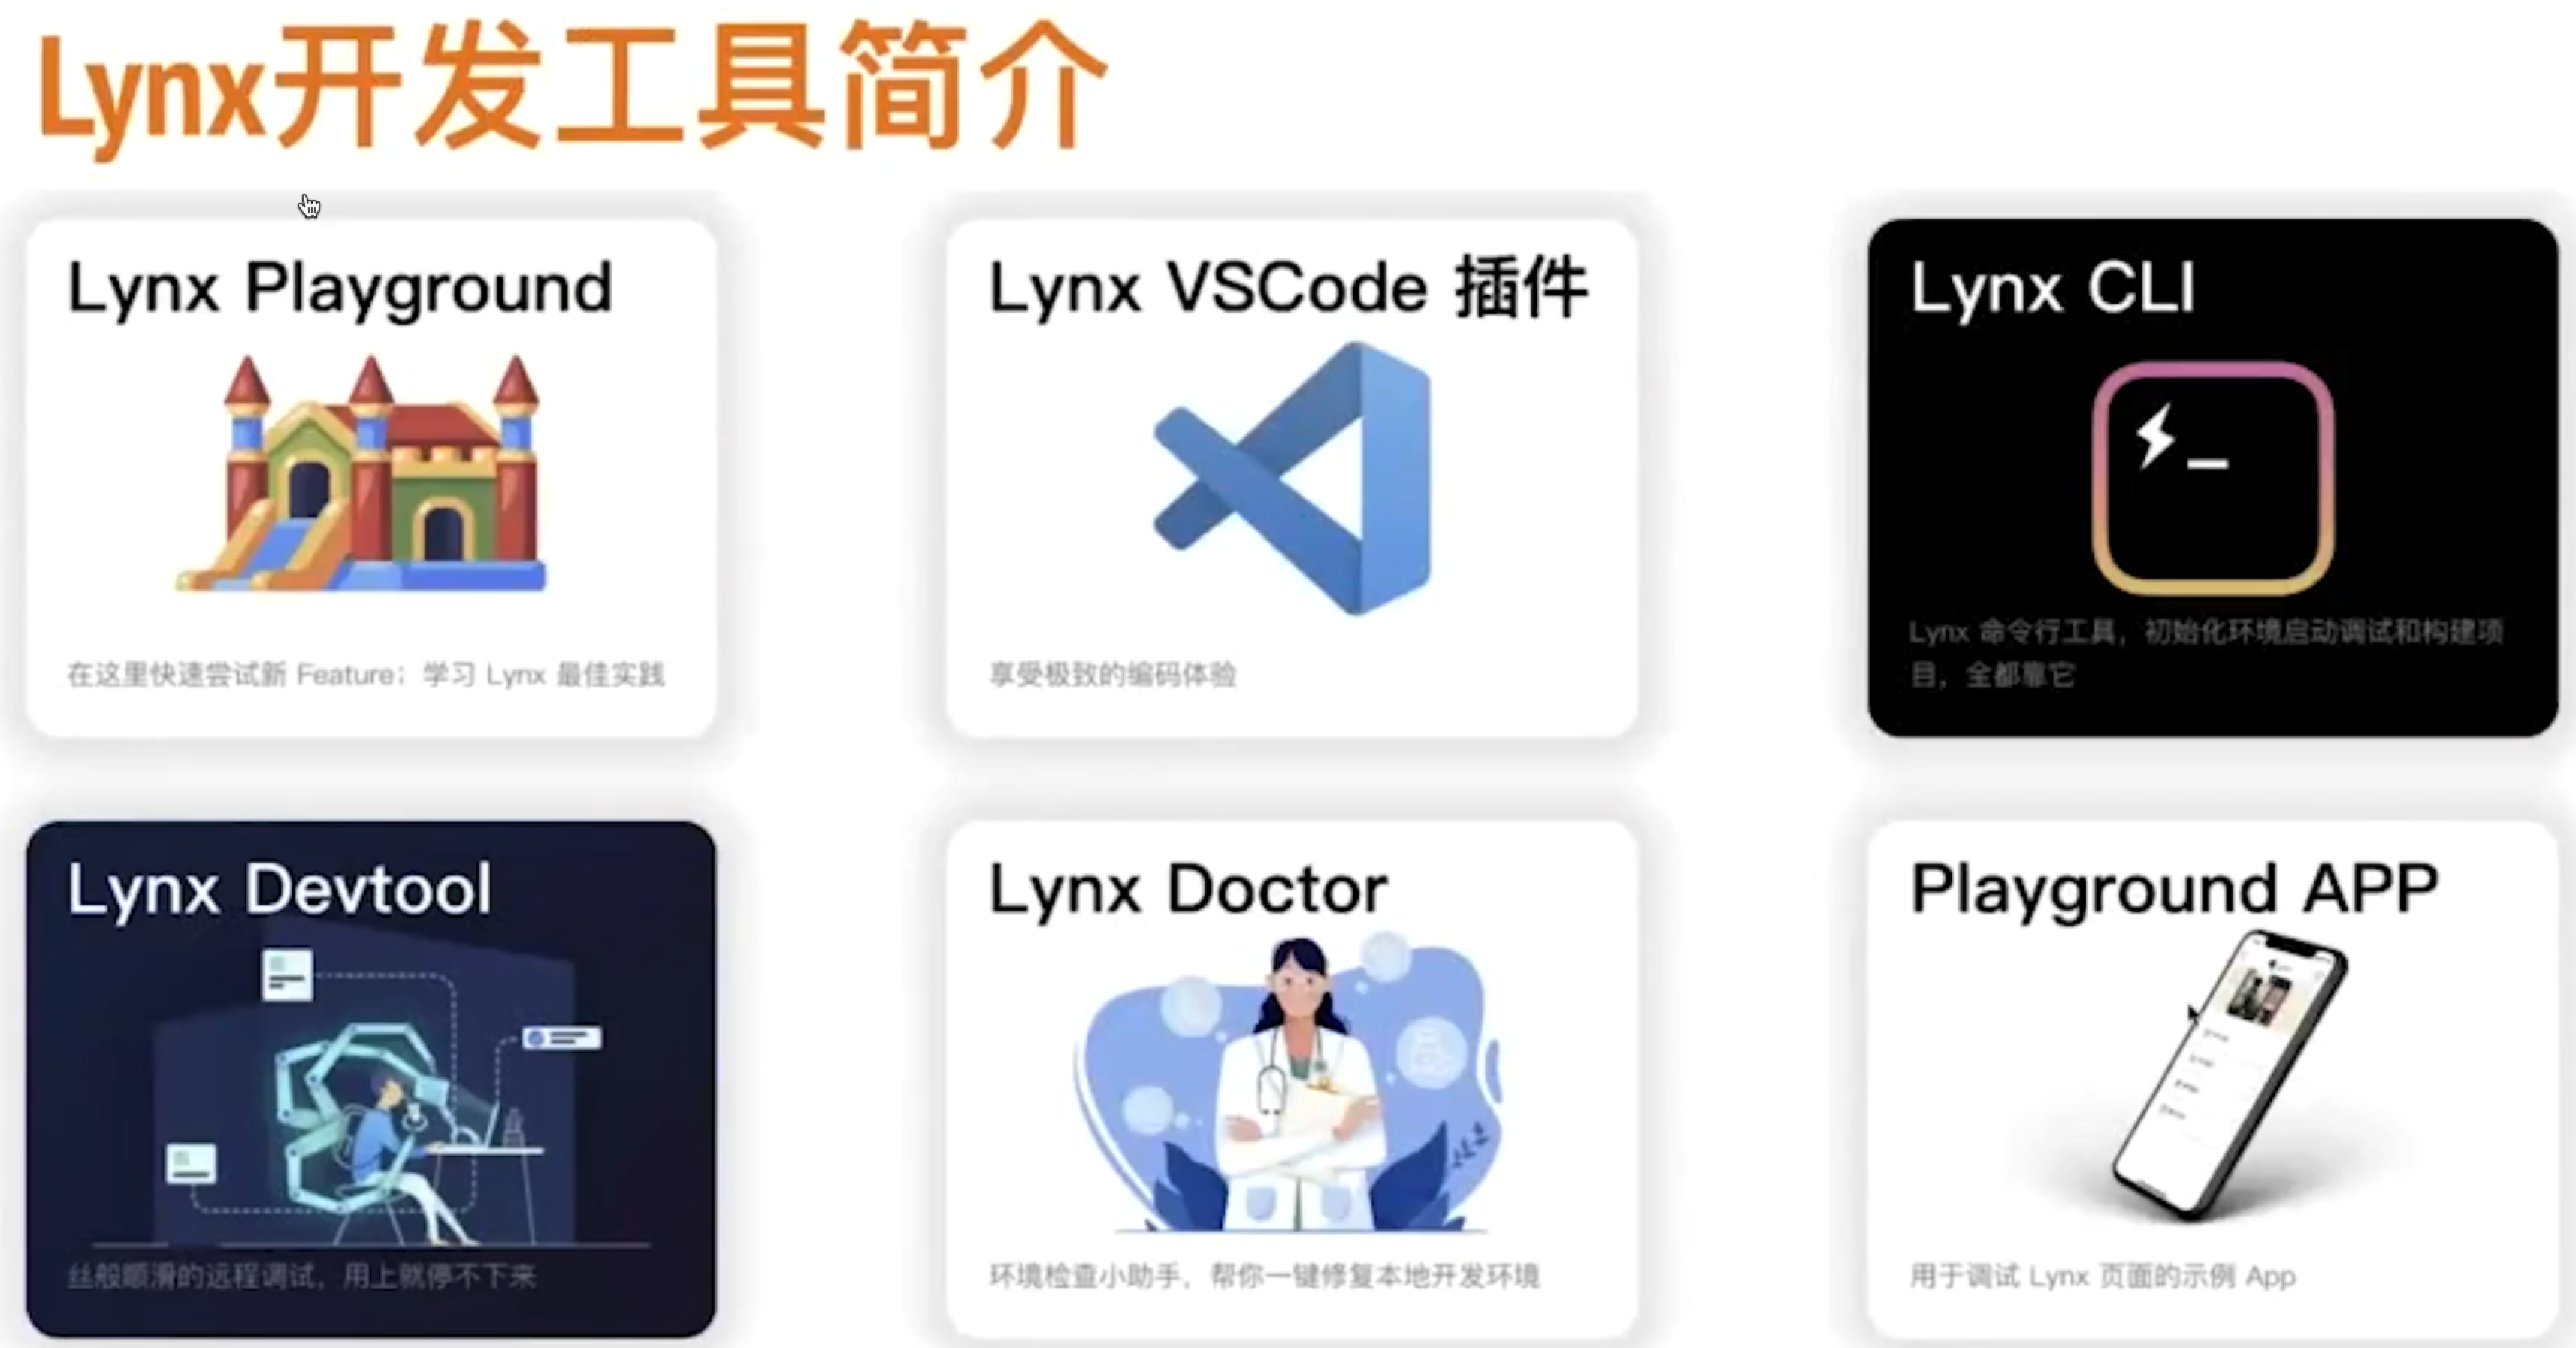 Lynx开发工具简介
Lynx Playground
在这里快速尝试新 Feature；学习 Lynx 最佳实践
Lynx VSCode 插件
享受极致的编码体验
Lynx CLI
Lynx 命令行工具，初始化环境启动调试和构建项
目，全都靠它
Lynx Devtool
丝般顺滑的远程调试，用上就停不下来
Lynx Doctor
环境检查小助手，帮你一键修复本地开发环境
Playground APP
用于调试 Lynx 页面的示例 App